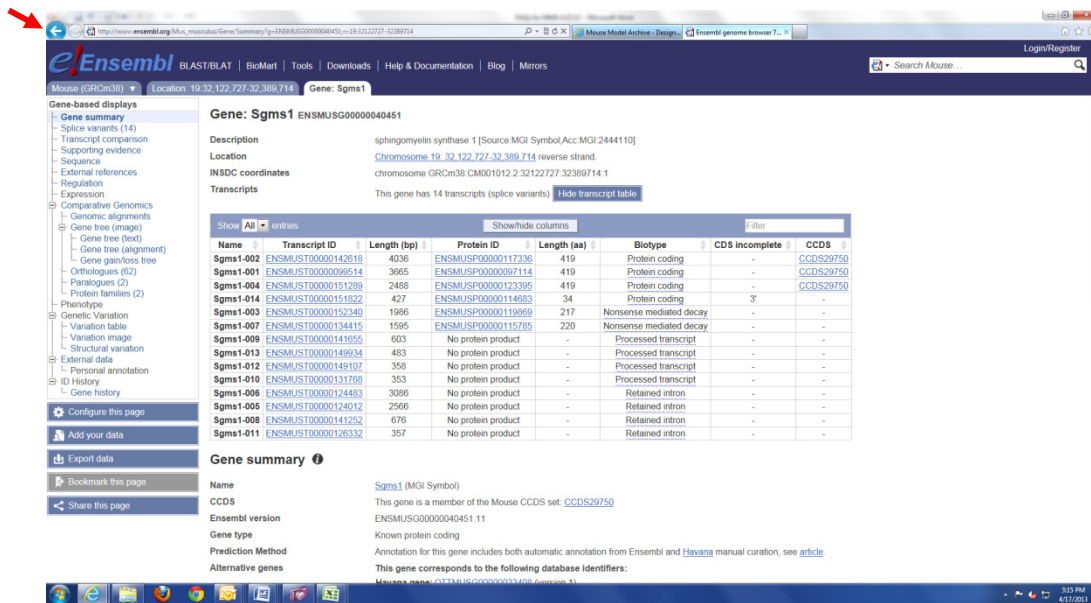 http://www.ensembl.org/Mus_musculus/Gene/Summary?g=ENSMUSG00000040451;r=19:32122727-32389714
Mouse Model Archive - Design...
Ensembl genome browser 7...
Login/Register
e!Ensembl BLAST/BLAT | BioMart | Tools | Downloads | Help & Documentation | Blog | Mirrors
Search Mouse...
Mouse (GRCm38) ▼ Location: 19:32,122,727-32,389,714 Gene: Sgms1
Gene-based displays
Gene summary
Splice variants (14)
Transcript comparison
Supporting evidence
Sequence
External references
Regulation
Expression
Comparative Genomics
Genomic alignments
Gene tree (image)
Gene tree (text)
Gene tree (alignment)
Gene gain/loss tree
Orthologues (62)
Paralogues (2)
Protein families (2)
Phenotype
Genetic Variation
Variation table
Variation image
Structural variation
External data
Personal annotation
ID History
Gene history
Configure this page
Add your data
Export data
Bookmark this page
Share this page
Gene: Sgms1 ENSMUSG00000040451
Description sphingomyelin synthase 1 [Source:MGI Symbol;Acc:MGI:2444110]
Location Chromosome 19: 32,122,727-32,389,714 reverse strand.
INSDC coordinates chromosome:GRCm38:CM001012.2:32122727:32389714:1
Transcripts This gene has 14 transcripts (splice variants) Hide transcript table
Show All entries Show/hide columns Filter
Name Transcript ID Length (bp) Protein ID Length (aa) Biotype CDS incomplete CCDS
Sgms1-002 ENSMUST00000142618 4036 ENSMUSP00000117336 419 Protein coding - CCDS29750
Sgms1-001 ENSMUST00000099514 3665 ENSMUSP00000097114 419 Protein coding - CCDS29750
Sgms1-004 ENSMUST00000151289 2488 ENSMUSP00000123395 419 Protein coding - CCDS29750
Sgms1-014 ENSMUST00000151822 427 ENSMUSP00000114683 34 Protein coding 3' -
Sgms1-003 ENSMUST00000152340 1986 ENSMUSP00000119869 217 Nonsense mediated decay - -
Sgms1-007 ENSMUST00000134415 1595 ENSMUSP00000115785 220 Nonsense mediated decay - -
Sgms1-009 ENSMUST00000141655 603 No protein product - Processed transcript - -
Sgms1-013 ENSMUST00000149934 483 No protein product - Processed transcript - -
Sgms1-012 ENSMUST00000149107 358 No protein product - Processed transcript - -
Sgms1-010 ENSMUST00000131768 353 No protein product - Processed transcript - -
Sgms1-006 ENSMUST00000124483 3086 No protein product - Retained intron - -
Sgms1-005 ENSMUST00000124012 2566 No protein product - Retained intron - -
Sgms1-008 ENSMUST00000141252 676 No protein product - Retained intron - -
Sgms1-011 ENSMUST00000126332 357 No protein product - Retained intron - -
Gene summary
Name Sgms1 (MGI Symbol)
CCDS This gene is a member of the Mouse CCDS set: CCDS29750
Ensembl version ENSMUSG00000040451.11
Gene type Known protein coding
Prediction Method Annotation for this gene includes both automatic annotation from Ensembl and Havana manual curation, see article.
Alternative genes This gene corresponds to the following database identifiers:
Havana gene: OTTMUSG00000033408 (version 1)
3:15 PM
4/17/2013